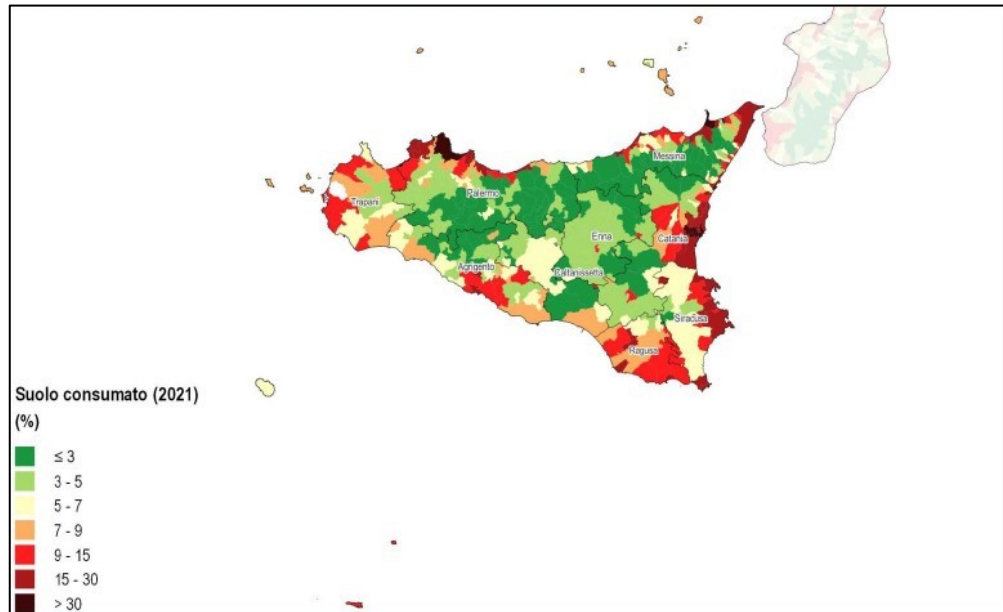 Messina
Palermo
Trapani
Enna
Catania
Agrigento
Caltanissetta
Siracusa
Ragusa
Suolo consumato (2021)
(%)
≤ 3
3 - 5
5 - 7
7 - 9
9 - 15
15 - 30
> 30